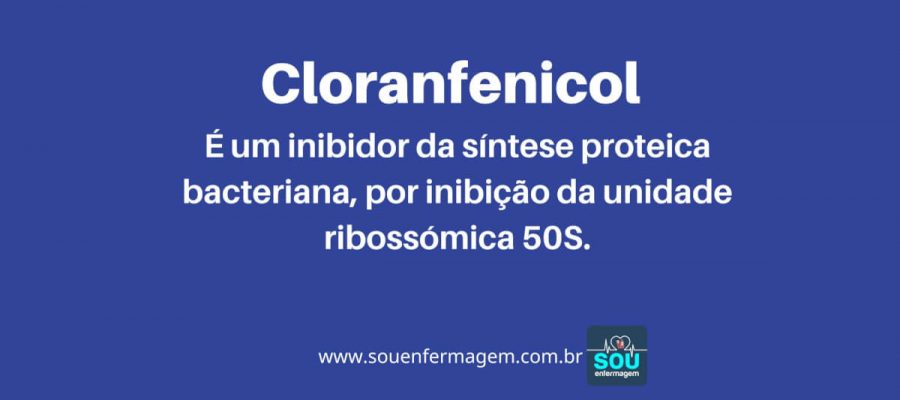 Cloranfenicol
É um inibidor da síntese proteica
bacteriana, por inibição da unidade
ribossómica 50S.
www.souenfermagem.com.br
SOU
enfermagem